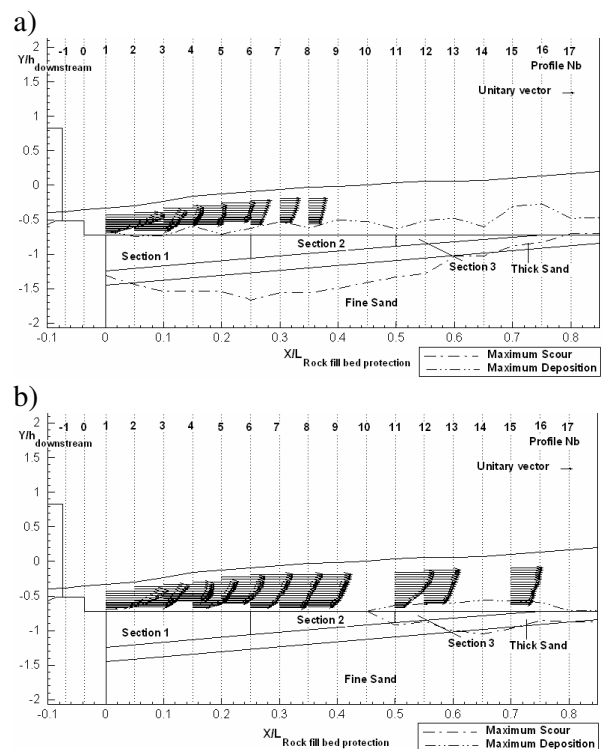 a)
-1 0 1 2 3 4 5 6 7 8 9 10 11 12 13 14 15 16 17
Y/h downstream
Profile Nb
Unitary vector
2
1.5
1
0.5
0
-0.5
-1
-1.5
-2
Section 1
Section 2
Section 3
Thick Sand
Fine Sand
-0.1 0 0.1 0.2 0.3 0.4 0.5 0.6 0.7 0.8
X/L Rock fill bed protection
Maximum Scour
Maximum Deposition
b)
-1 0 1 2 3 4 5 6 7 8 9 10 11 12 13 14 15 16 17
Y/h downstream
Profile Nb
Unitary vector
2
1.5
1
0.5
0
-0.5
-1
-1.5
-2
Section 1
Section 2
Section 3
Thick Sand
Fine Sand
-0.1 0 0.1 0.2 0.3 0.4 0.5 0.6 0.7 0.8
X/L Rock fill bed protection
Maximum Scour
Maximum Deposition